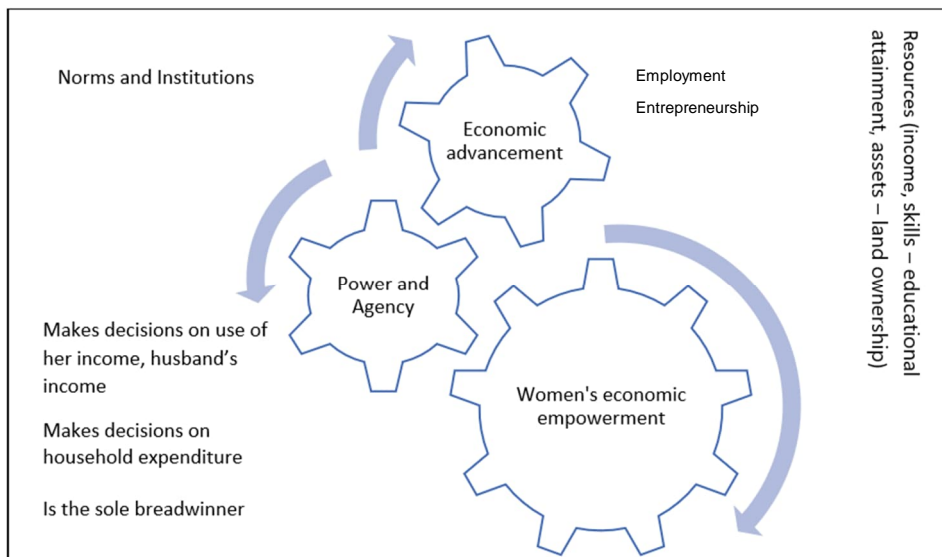 Norms and Institutions
Economic
advancement
Employment
Entrepreneurship
Resources (income, skills – educational
attainment, assets – land ownership)
Power and
Agency
Makes decisions on use of
her income, husband's
income
Makes decisions on
household expenditure
Is the sole breadwinner
Women's economic
empowerment